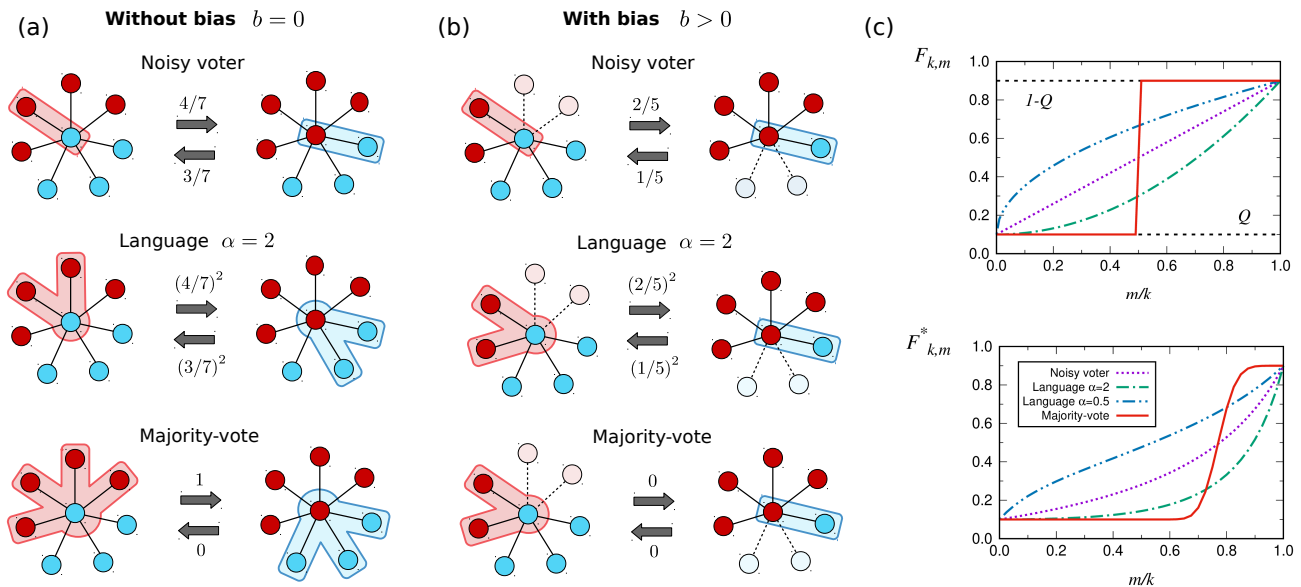 (a)
Without bias b = 0
Noisy voter
4/7
3/7
Language α = 2
(4/7)²
(3/7)²
Majority-vote
1
0
(b)
With bias b > 0
Noisy voter
2/5
1/5
Language α = 2
(2/5)²
(1/5)²
Majority-vote
0
0
(c)
F_{k,m}
1.0
0.8
0.6
0.4
0.2
0.0
1-Q
Q
0.0 0.2 0.4 0.6 0.8 1.0
m/k
F*_{k,m}
1.0
0.8
0.6
0.4
0.2
0.0
Noisy voter
Language α=2
Language α=0.5
Majority-vote
0.0 0.2 0.4 0.6 0.8 1.0
m/k